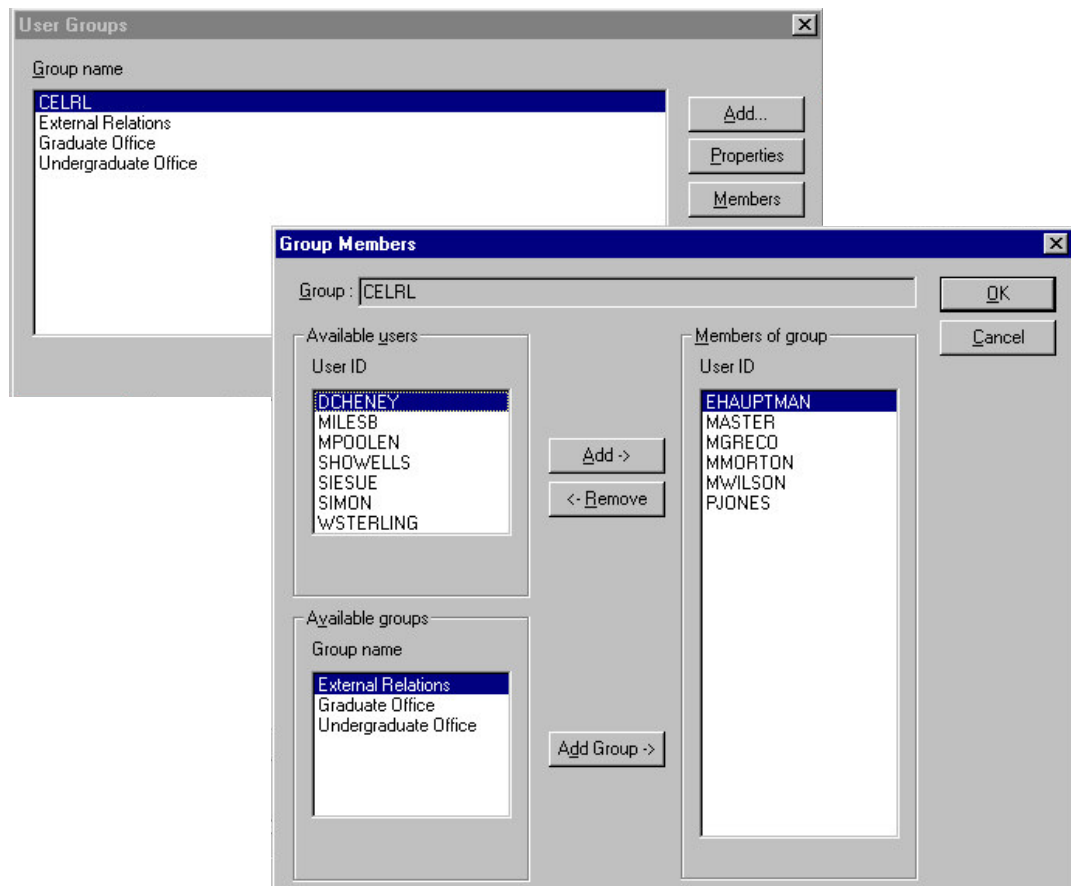 User Groups
Group name
CELRL
External Relations
Graduate Office
Undergraduate Office
Add...
Properties
Members
Group Members
Group : CELRL
OK
Cancel
Available users
User ID
DCHENEY
MILESB
MPOOLEN
SHOWELLS
SIESUE
SIMON
WSTERLING
Add ->
<- Remove
Members of group
User ID
EHAUPTMAN
MASTER
MGRECO
MMORTON
MWILSON
PJONES
Available groups
Group name
External Relations
Graduate Office
Undergraduate Office
Add Group ->